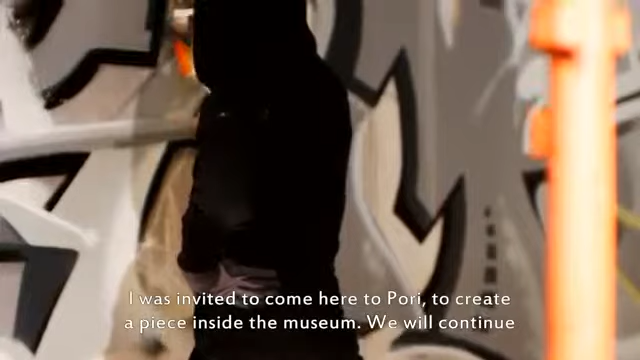 I was invited to come here to Pori, to create
a piece inside the museum. We will continue